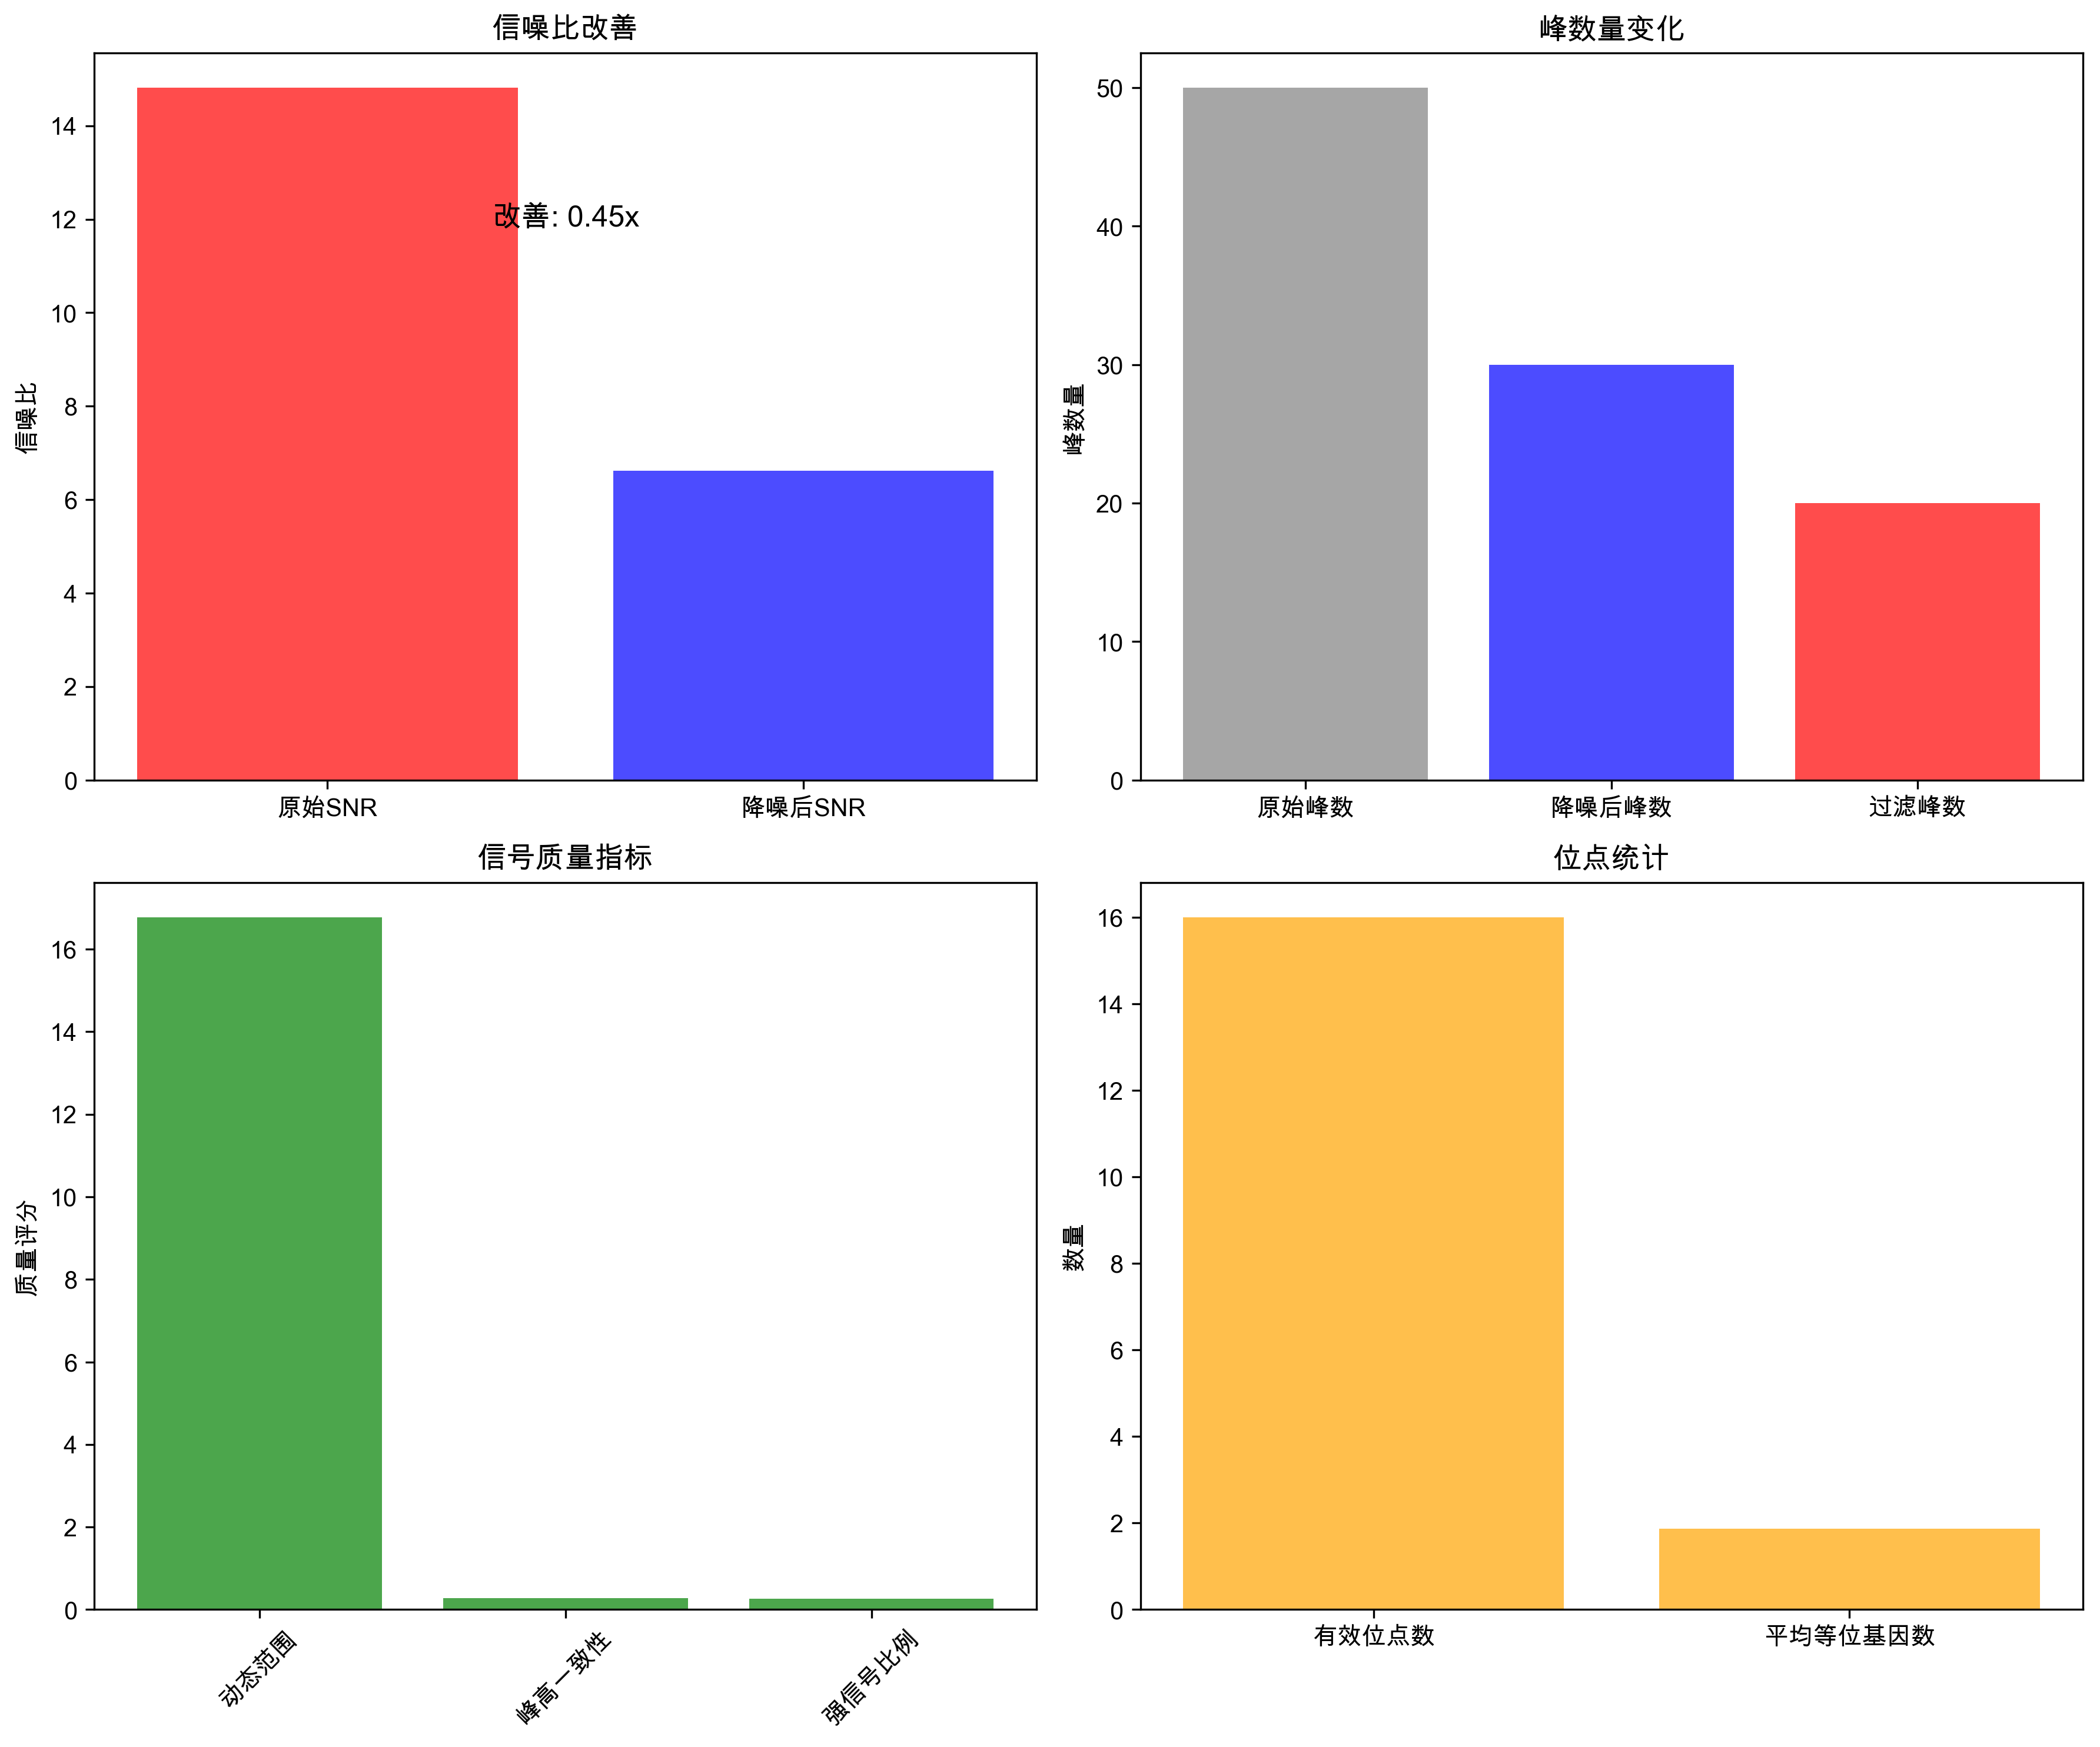 信噪比改善
信噪比
14
12
10
8
6
4
2
0
改善: 0.45x
原始SNR
降噪后SNR
峰数量变化
峰数量
50
40
30
20
10
0
原始峰数
降噪后峰数
过滤峰数
信号质量指标
质量评分
16
14
12
10
8
6
4
2
0
动态范围
峰高一致性
强信号比例
位点统计
数量
16
14
12
10
8
6
4
2
0
有效位点数
平均等位基因数